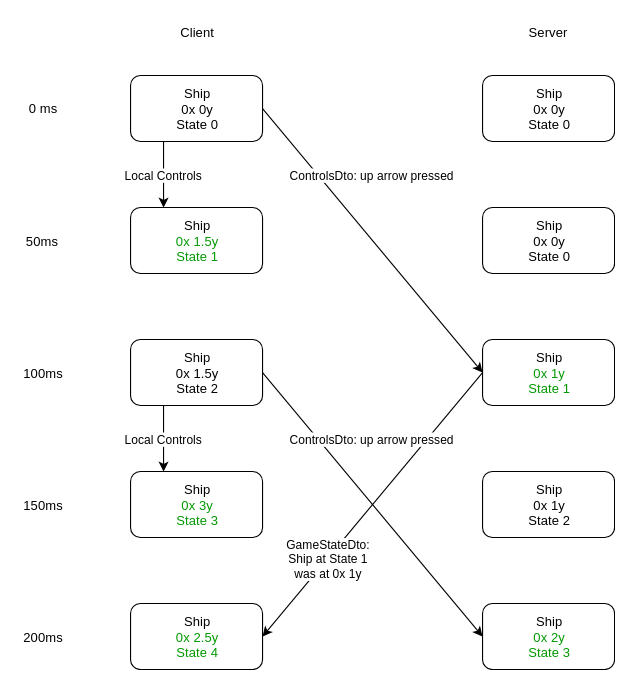 Client
Server
0 ms
Ship
0x 0y
State 0
Ship
0x 0y
State 0
Local Controls
ControlsDto: up arrow pressed
50ms
Ship
0x 1.5y
State 1
Ship
0x 0y
State 0
100ms
Ship
0x 1.5y
State 2
Ship
0x 1y
State 1
Local Controls
ControlsDto: up arrow pressed
150ms
Ship
0x 3y
State 3
Ship
0x 1y
State 2
GameStateDto:
Ship at State 1
was at 0x 1y
200ms
Ship
0x 2.5y
State 4
Ship
0x 2y
State 3